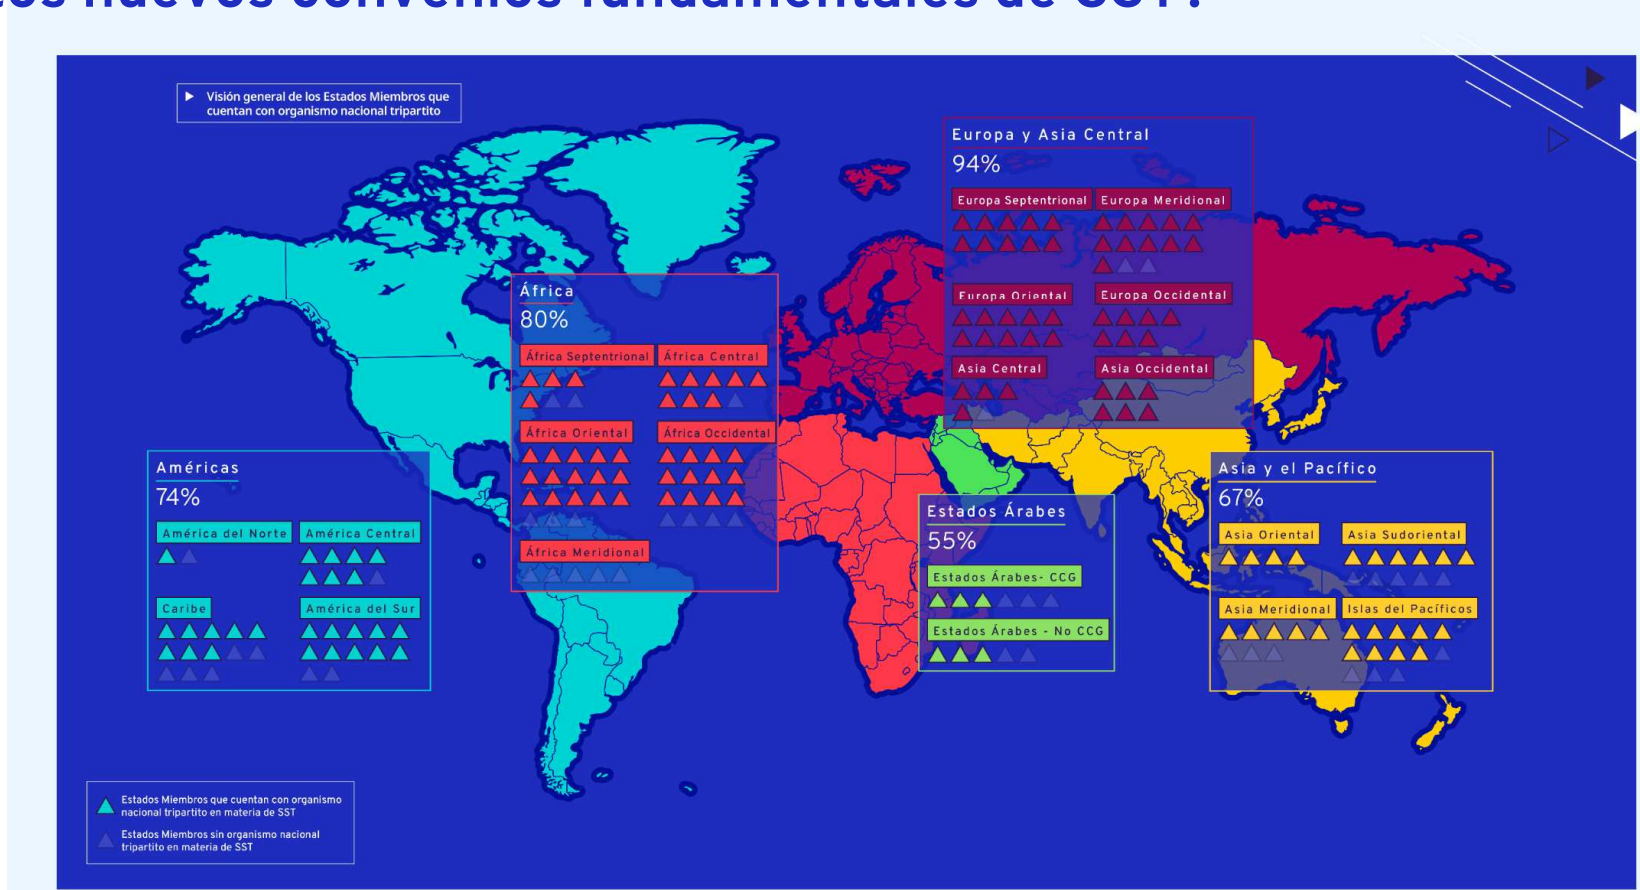 nuevos convenios fundamentales de SST?
Visión general de los Estados Miembros que
cuentan con organismo nacional tripartito
Europa y Asia Central
94%
Europa Septentrional
Europa Meridional
Europa Oriental
Europa Occidental
Asia Central
Asia Occidental
África
80%
África Septentrional
África Central
África Oriental
África Occidental
África Meridional
Américas
74%
América del Norte
América Central
Caribe
América del Sur
Estados Árabes
55%
Estados Árabes- CCG
Estados Árabes - No CCG
Asia y el Pacífico
67%
Asia Oriental
Asia Sudoriental
Asia Meridional
Islas del Pacíficos
Estados Miembros que cuentan con organismo
nacional tripartito en materia de SST
Estados Miembros sin organismo nacional
tripartito en materia de SST